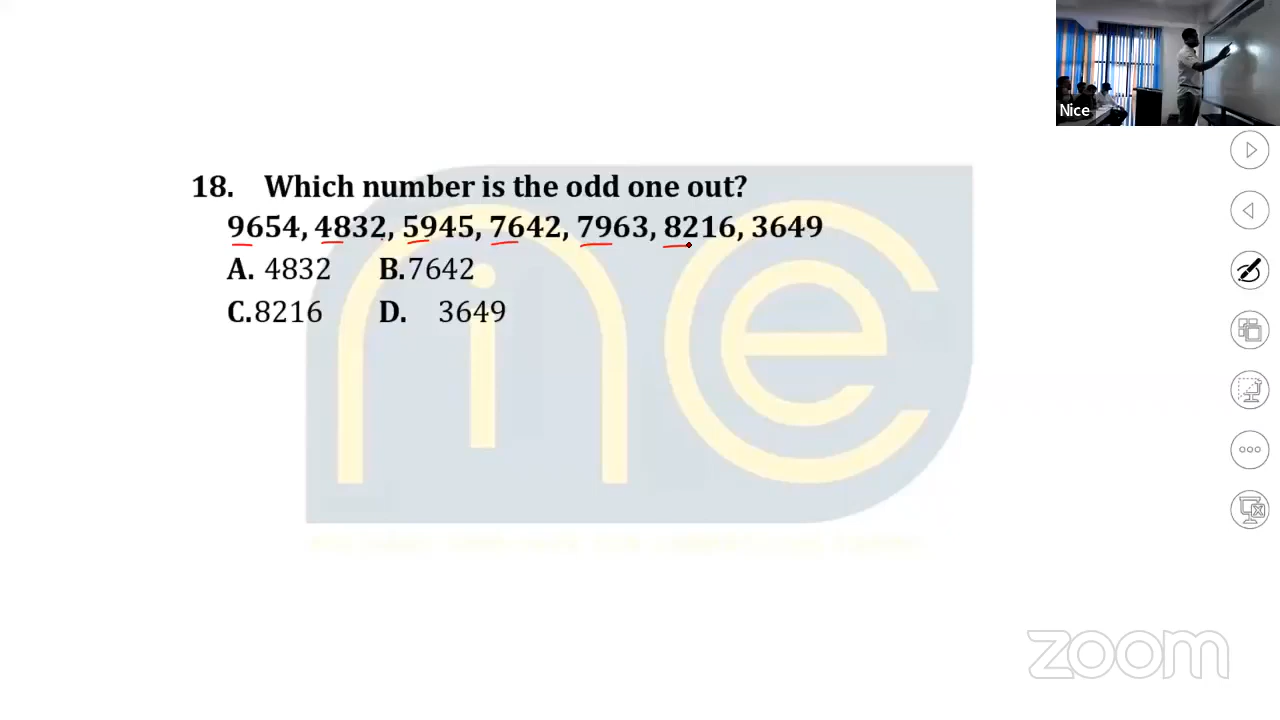 Nice
18. Which number is the odd one out?
9654, 4832, 5945, 7642, 7963, 8216, 3649
A. 4832 B.7642
C.8216 D. 3649
zoom